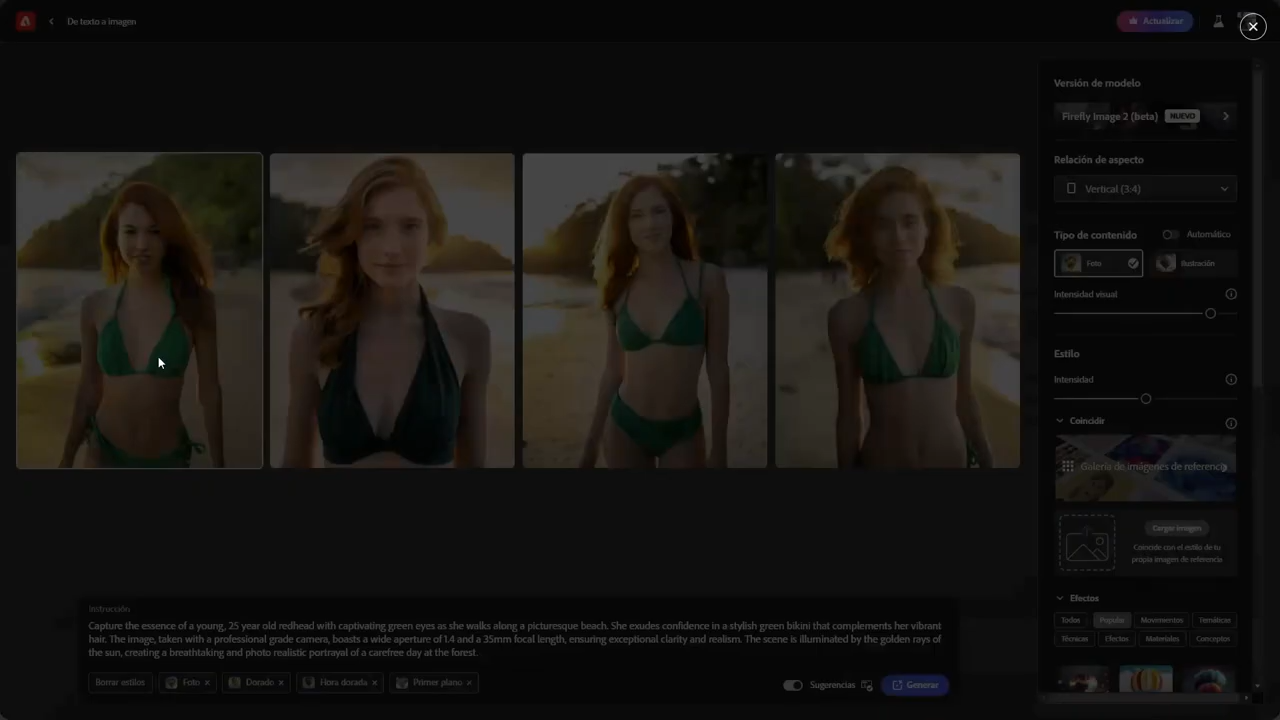 De texto a imagen
Actualizar
Versión de modelo
Firefly Image 2 (beta)
NUEVO
Relación de aspecto
Vertical (3:4)
Tipo de contenido
Automático
Foto
Ilustración
Intensidad visual
Estilo
Intensidad
Coincidir
Galería de imágenes de referencia
Cargar imagen
Coincide con el estilo de tu
propia imagen de referencia
Efectos
Todos
Popular
Movimientos
Temáticas
Técnicas
Efectos
Materiales
Conceptos
Instrucción
Capture the essence of a young, 25 year old redhead with captivating green eyes as she walks along a picturesque beach. She exudes confidence in a stylish green bikini that complements her vibrant
hair. The image, taken with a professional grade camera, boasts a wide aperture of 1.4 and a 35mm focal length, ensuring exceptional clarity and realism. The scene is illuminated by the golden rays of
the sun, creating a breathtaking and photo realistic portrayal of a carefree day at the forest.
Borrar estilos
Foto
Dorado
Hora dorada
Primer plano
Sugerencias
Generar